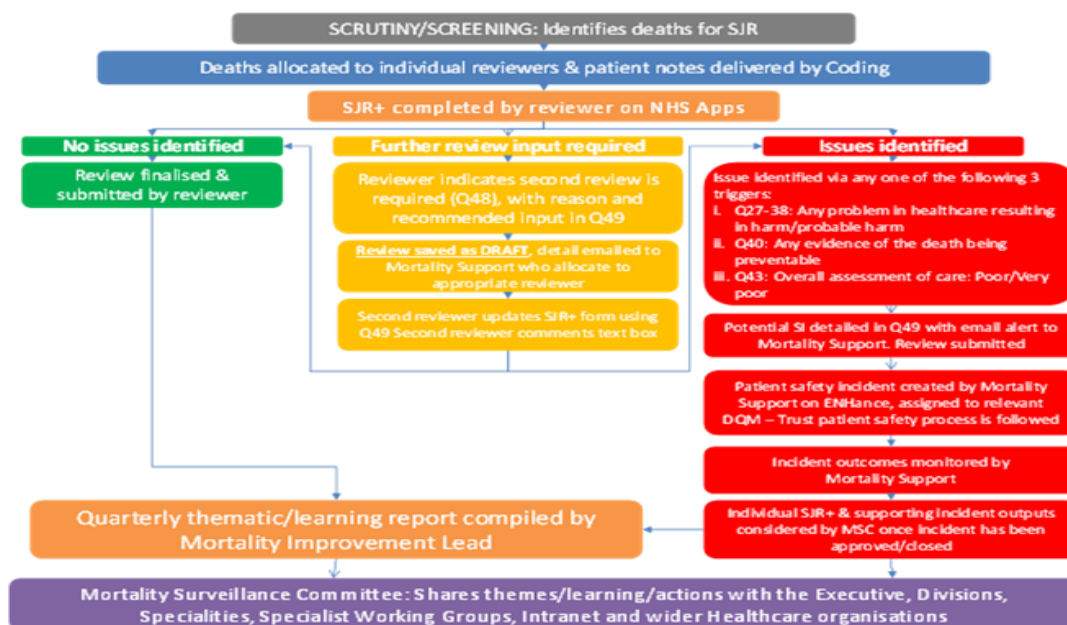 SCRUTINY/SCREENING: Identifies deaths for SJR
Deaths allocated to individual reviewers & patient notes delivered by Coding
SJR+ completed by reviewer on NHS Apps
No issues identified
Review finalised &
submitted by reviewer
Further review input required
Reviewer indicates second review is
required (Q48), with reason and
recommended input in Q49
Review saved as DRAFT, detail emailed to
Mortality Support who allocate to
appropriate reviewer
Second reviewer updates SJR+ form using
Q49 Second reviewer comments text box
Issues identified
Issue identified via any one of the following 3
triggers:
i. Q27-38: Any problem in healthcare resulting
in harm/probable harm
ii. Q40: Any evidence of the death being
preventable
iii. Q43: Overall assessment of care: Poor/Very
poor
Potential SI detailed in Q49 with email alert to
Mortality Support. Review submitted
Patient safety incident created by Mortality
Support on ENHance, assigned to relevant
DQM – Trust patient safety process is followed
Incident outcomes monitored by
Mortality Support
Individual SJR+ & supporting incident outputs
considered by MSC once incident has been
approved/closed
Quarterly thematic/learning report compiled by
Mortality Improvement Lead
Mortality Surveillance Committee: Shares themes/learning/actions with the Executive, Divisions,
Specialities, Specialist Working Groups, Intranet and wider Healthcare organisations